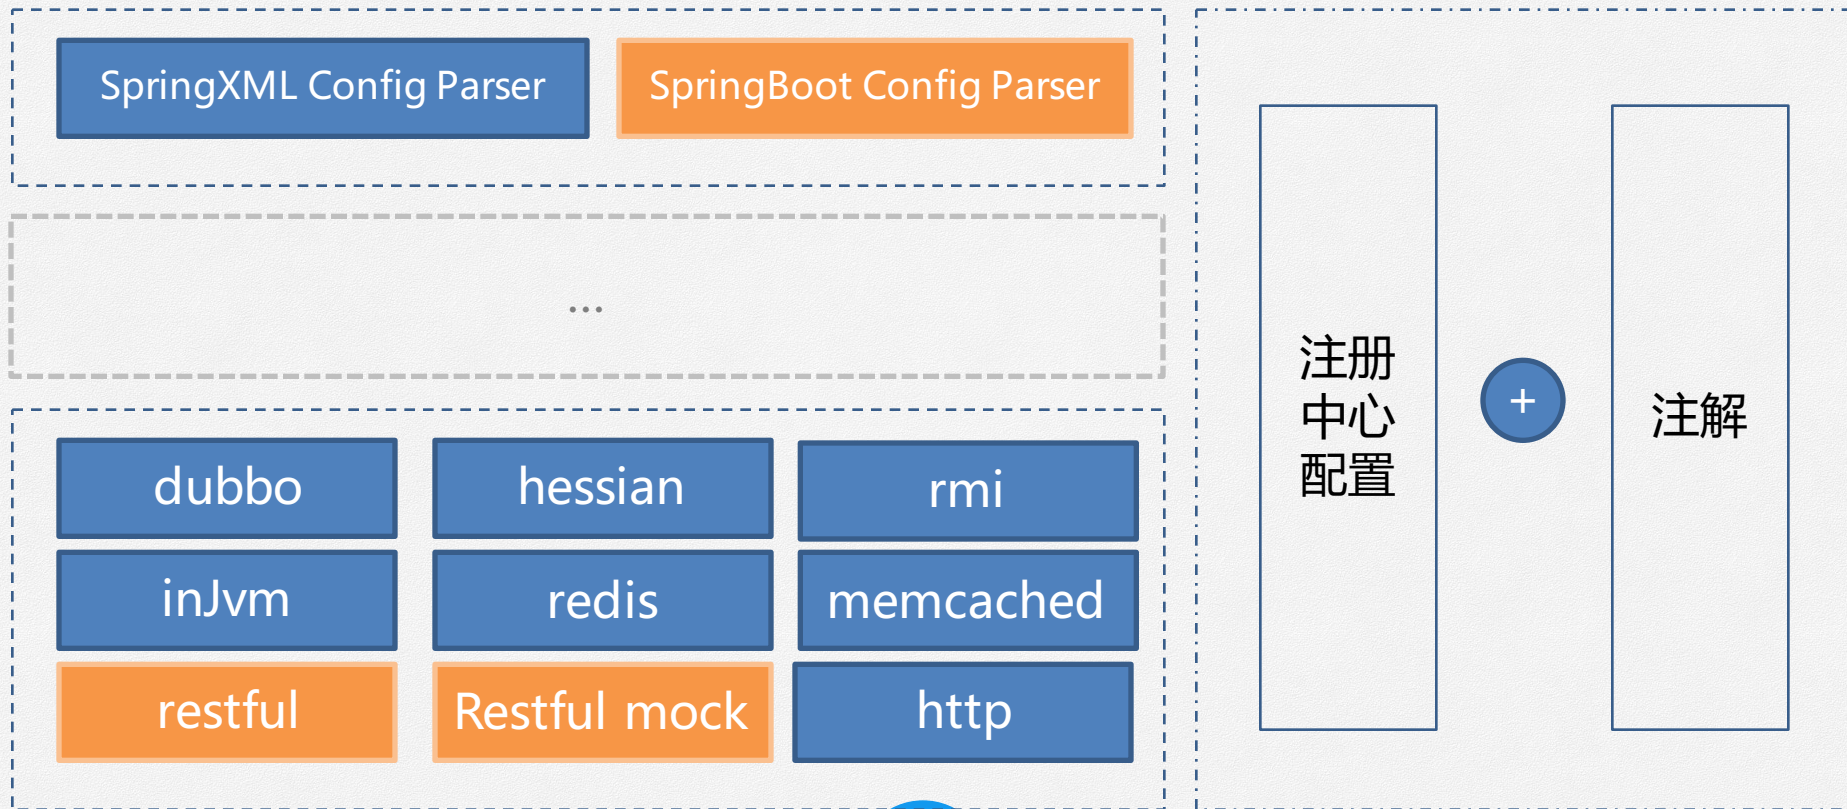 SpringXML Config Parser
SpringBoot Config Parser
...
dubbo
hessian
rmi
inJvm
redis
memcached
restful
Restful mock
http
注册
中心
配置
+
注解